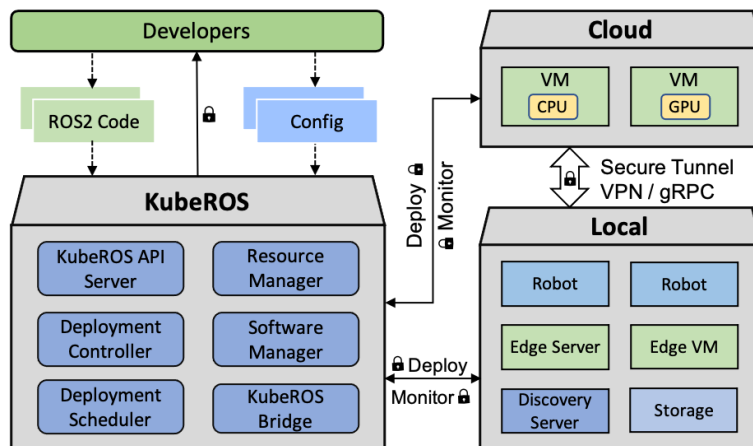 Developers
ROS2 Code
Config
KubeROS
KubeROS API
Server
Resource
Manager
Deployment
Controller
Software
Manager
Deployment
Scheduler
KubeROS
Bridge
Deploy
Monitor
Deploy
Monitor
Cloud
VM
CPU
VM
GPU
Secure Tunnel
VPN / gRPC
Local
Robot
Robot
Edge Server
Edge VM
Discovery
Server
Storage